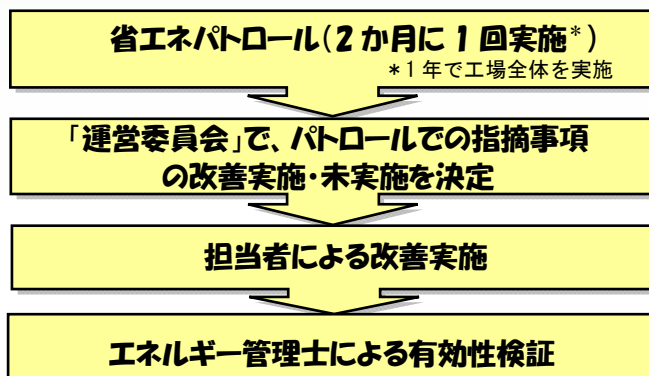 省エネパトロール(2か月に1回実施*)
*1年で工場全体を実施
「運営委員会」で、パトロールでの指摘事項
の改善実施・未実施を決定
担当者による改善実施
エネルギー管理士による有効性検証